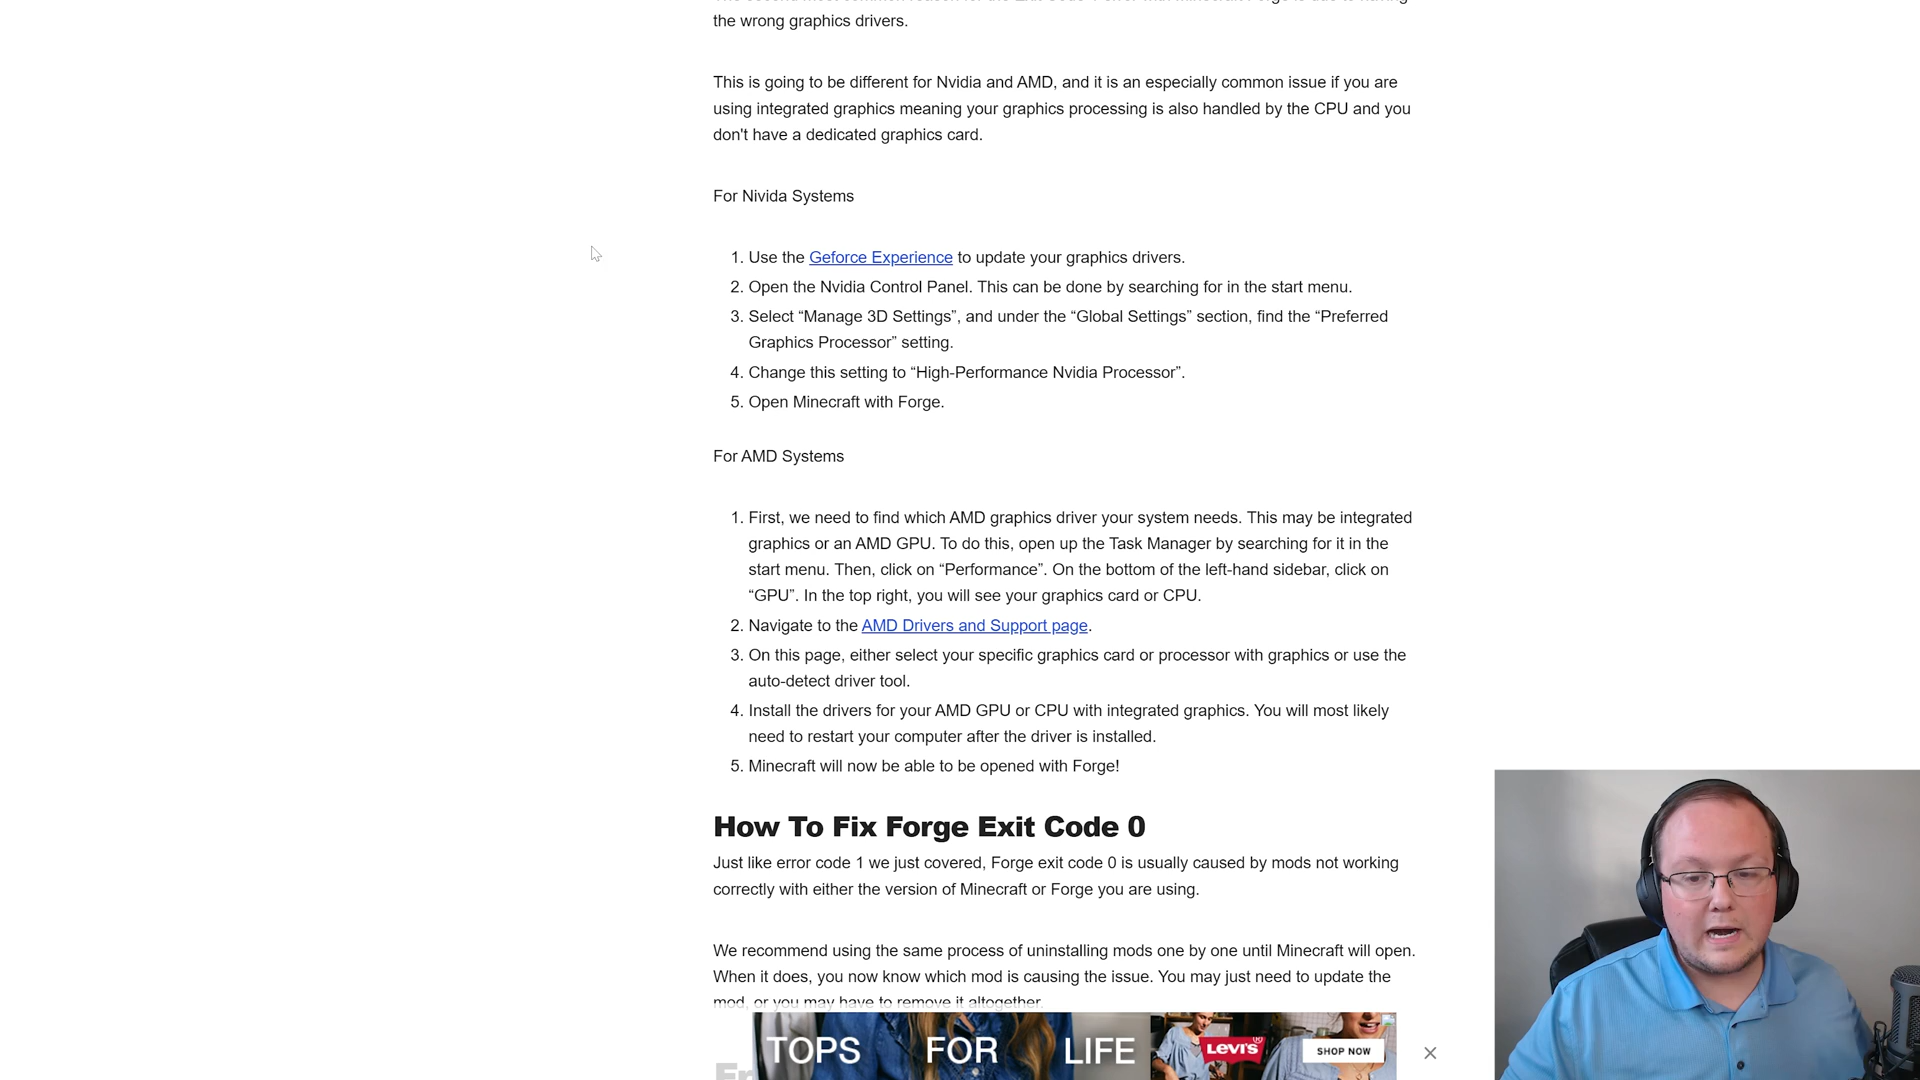 the wrong graphics drivers.
This is going to be different for Nvidia and AMD, and it is an especially common issue if you are
using integrated graphics meaning your graphics processing is also handled by the CPU and you
don't have a dedicated graphics card.
For Nivida Systems
1. Use the Geforce Experience to update your graphics drivers.
2. Open the Nvidia Control Panel. This can be done by searching for in the start menu.
3. Select “Manage 3D Settings”, and under the “Global Settings” section, find the “Preferred
Graphics Processor” setting.
4. Change this setting to “High-Performance Nvidia Processor”.
5. Open Minecraft with Forge.
For AMD Systems
1. First, we need to find which AMD graphics driver your system needs. This may be integrated
graphics or an AMD GPU. To do this, open up the Task Manager by searching for it in the
start menu. Then, click on “Performance”. On the bottom of the left-hand sidebar, click on
“GPU”. In the top right, you will see your graphics card or CPU.
2. Navigate to the AMD Drivers and Support page.
3. On this page, either select your specific graphics card or processor with graphics or use the
auto-detect driver tool.
4. Install the drivers for your AMD GPU or CPU with integrated graphics. You will most likely
need to restart your computer after the driver is installed.
5. Minecraft will now be able to be opened with Forge!
How To Fix Forge Exit Code 0
Just like error code 1 we just covered, Forge exit code 0 is usually caused by mods not working
correctly with either the version of Minecraft or Forge you are using.
We recommend using the same process of uninstalling mods one by one until Minecraft will open.
When it does, you now know which mod is causing the issue. You may just need to update the
mod, or you may have to remove it altogether.
TOPS FOR LIFE LEVI'S® SHOP NOW